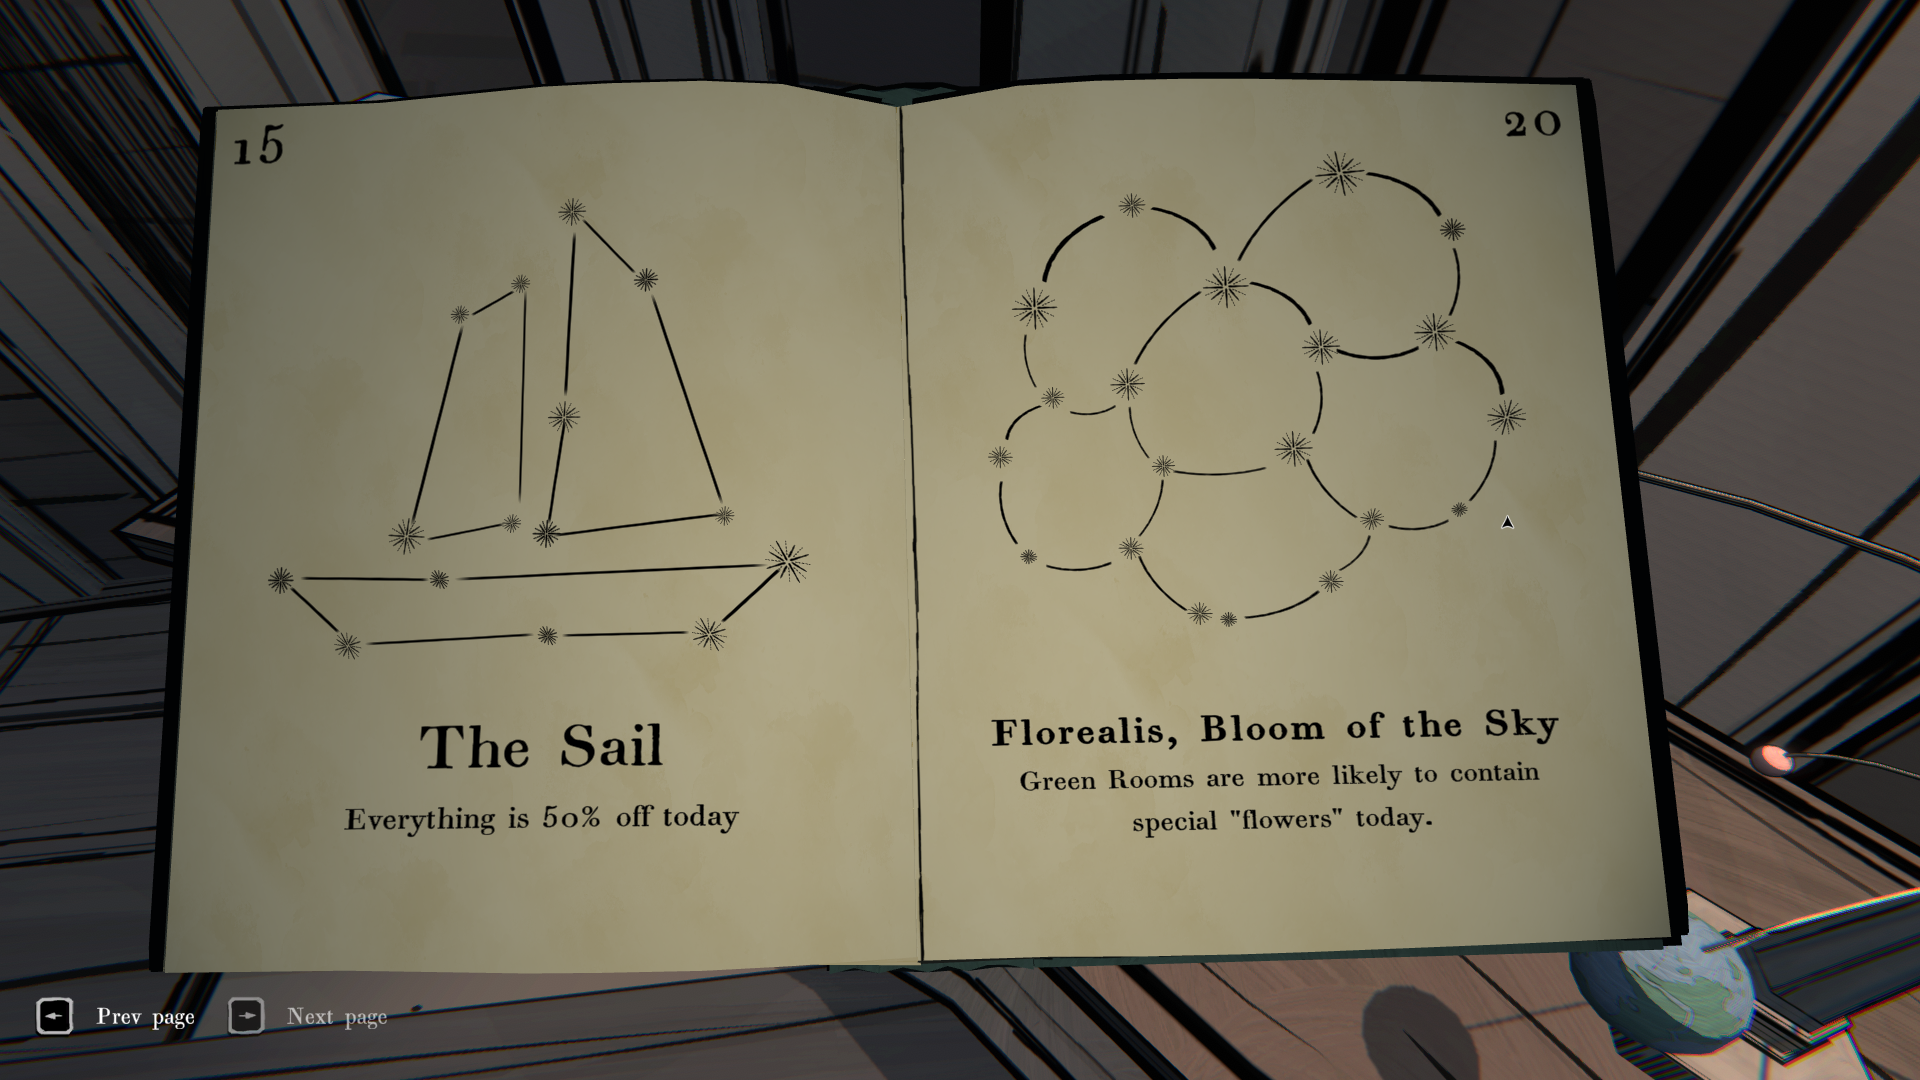 15
The Sail
Everything is 50% off today
20
Florealis, Bloom of the Sky
Green Rooms are more likely to contain
special "flowers" today.
Prev page
Next page